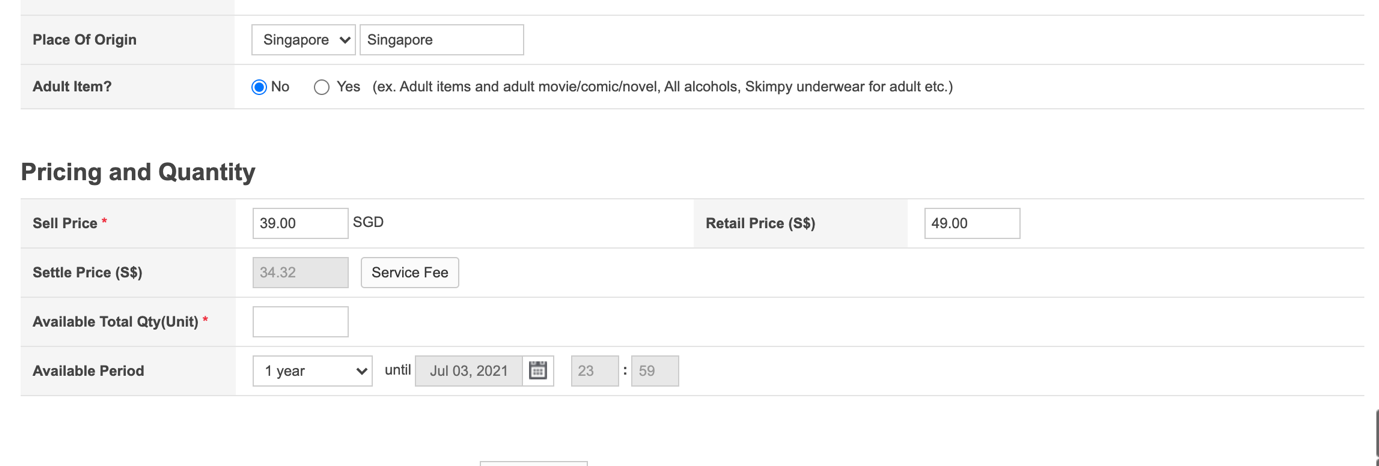 Place Of Origin Singapore Singapore
Adult Item? No Yes (ex. Adult items and adult movie/comic/novel, All alcohols, Skimpy underwear for adult etc.)
Pricing and Quantity
Sell Price * 39.00 SGD Retail Price (S$) 49.00
Settle Price (S$) 34.32 Service Fee
Available Total Qty(Unit) *
Available Period 1 year until Jul 03, 2021 23 : 59